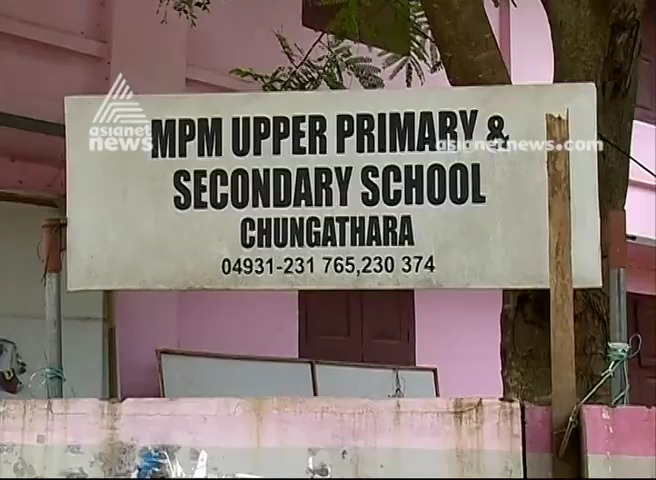 MPM UPPER PRIMARY &
SECONDARY SCHOOL
CHUNGATHARA
04931-231 765,230 374
asianet
news
asianetnews.com